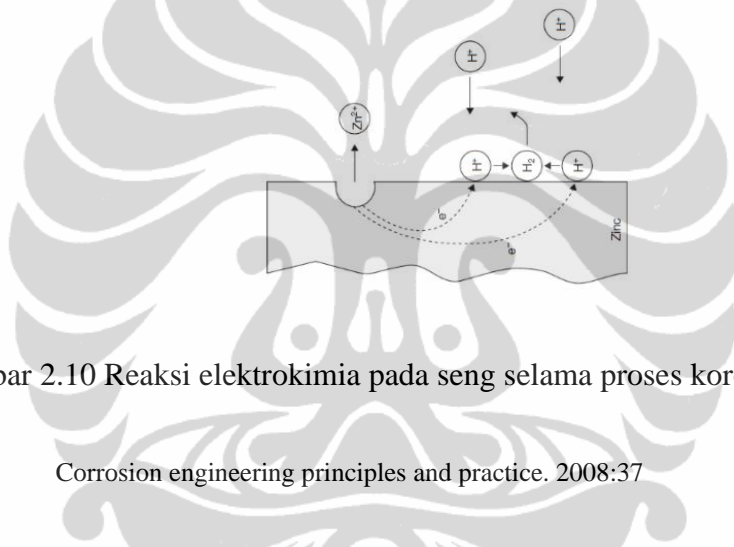 H⁺
H⁺
Zn²⁺
H⁺ H₂ H⁺
e⁻
e⁻
Zinc
bar 2.10 Reaksi elektrokimia pada seng selama proses kor
Corrosion engineering principles and practice. 2008:37